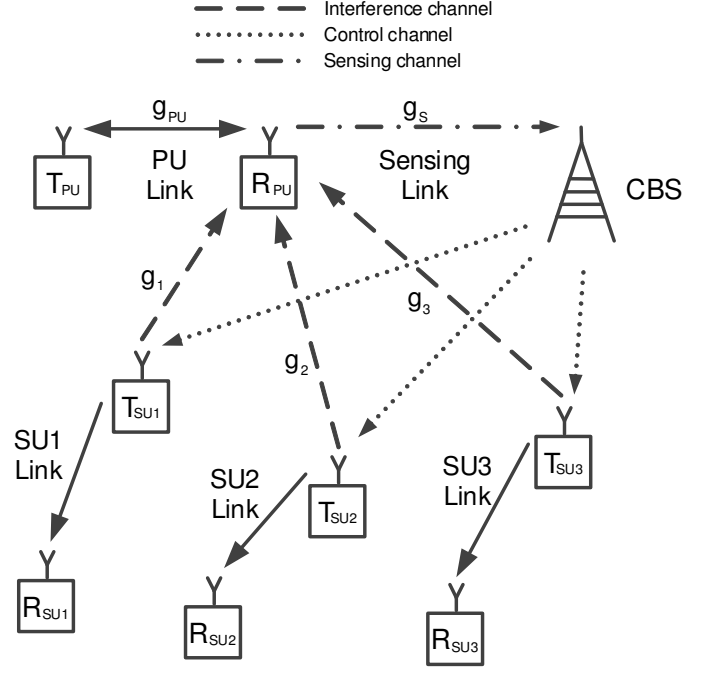 Interference channel
Control channel
Sensing channel
gPU
gS
TPU
PU
Link
RPU
Sensing
Link
CBS
g1
g3
g2
TSU1
SU1
Link
TSU3
SU3
Link
SU2
Link
TSU2
RSU1
RSU2
RSU3